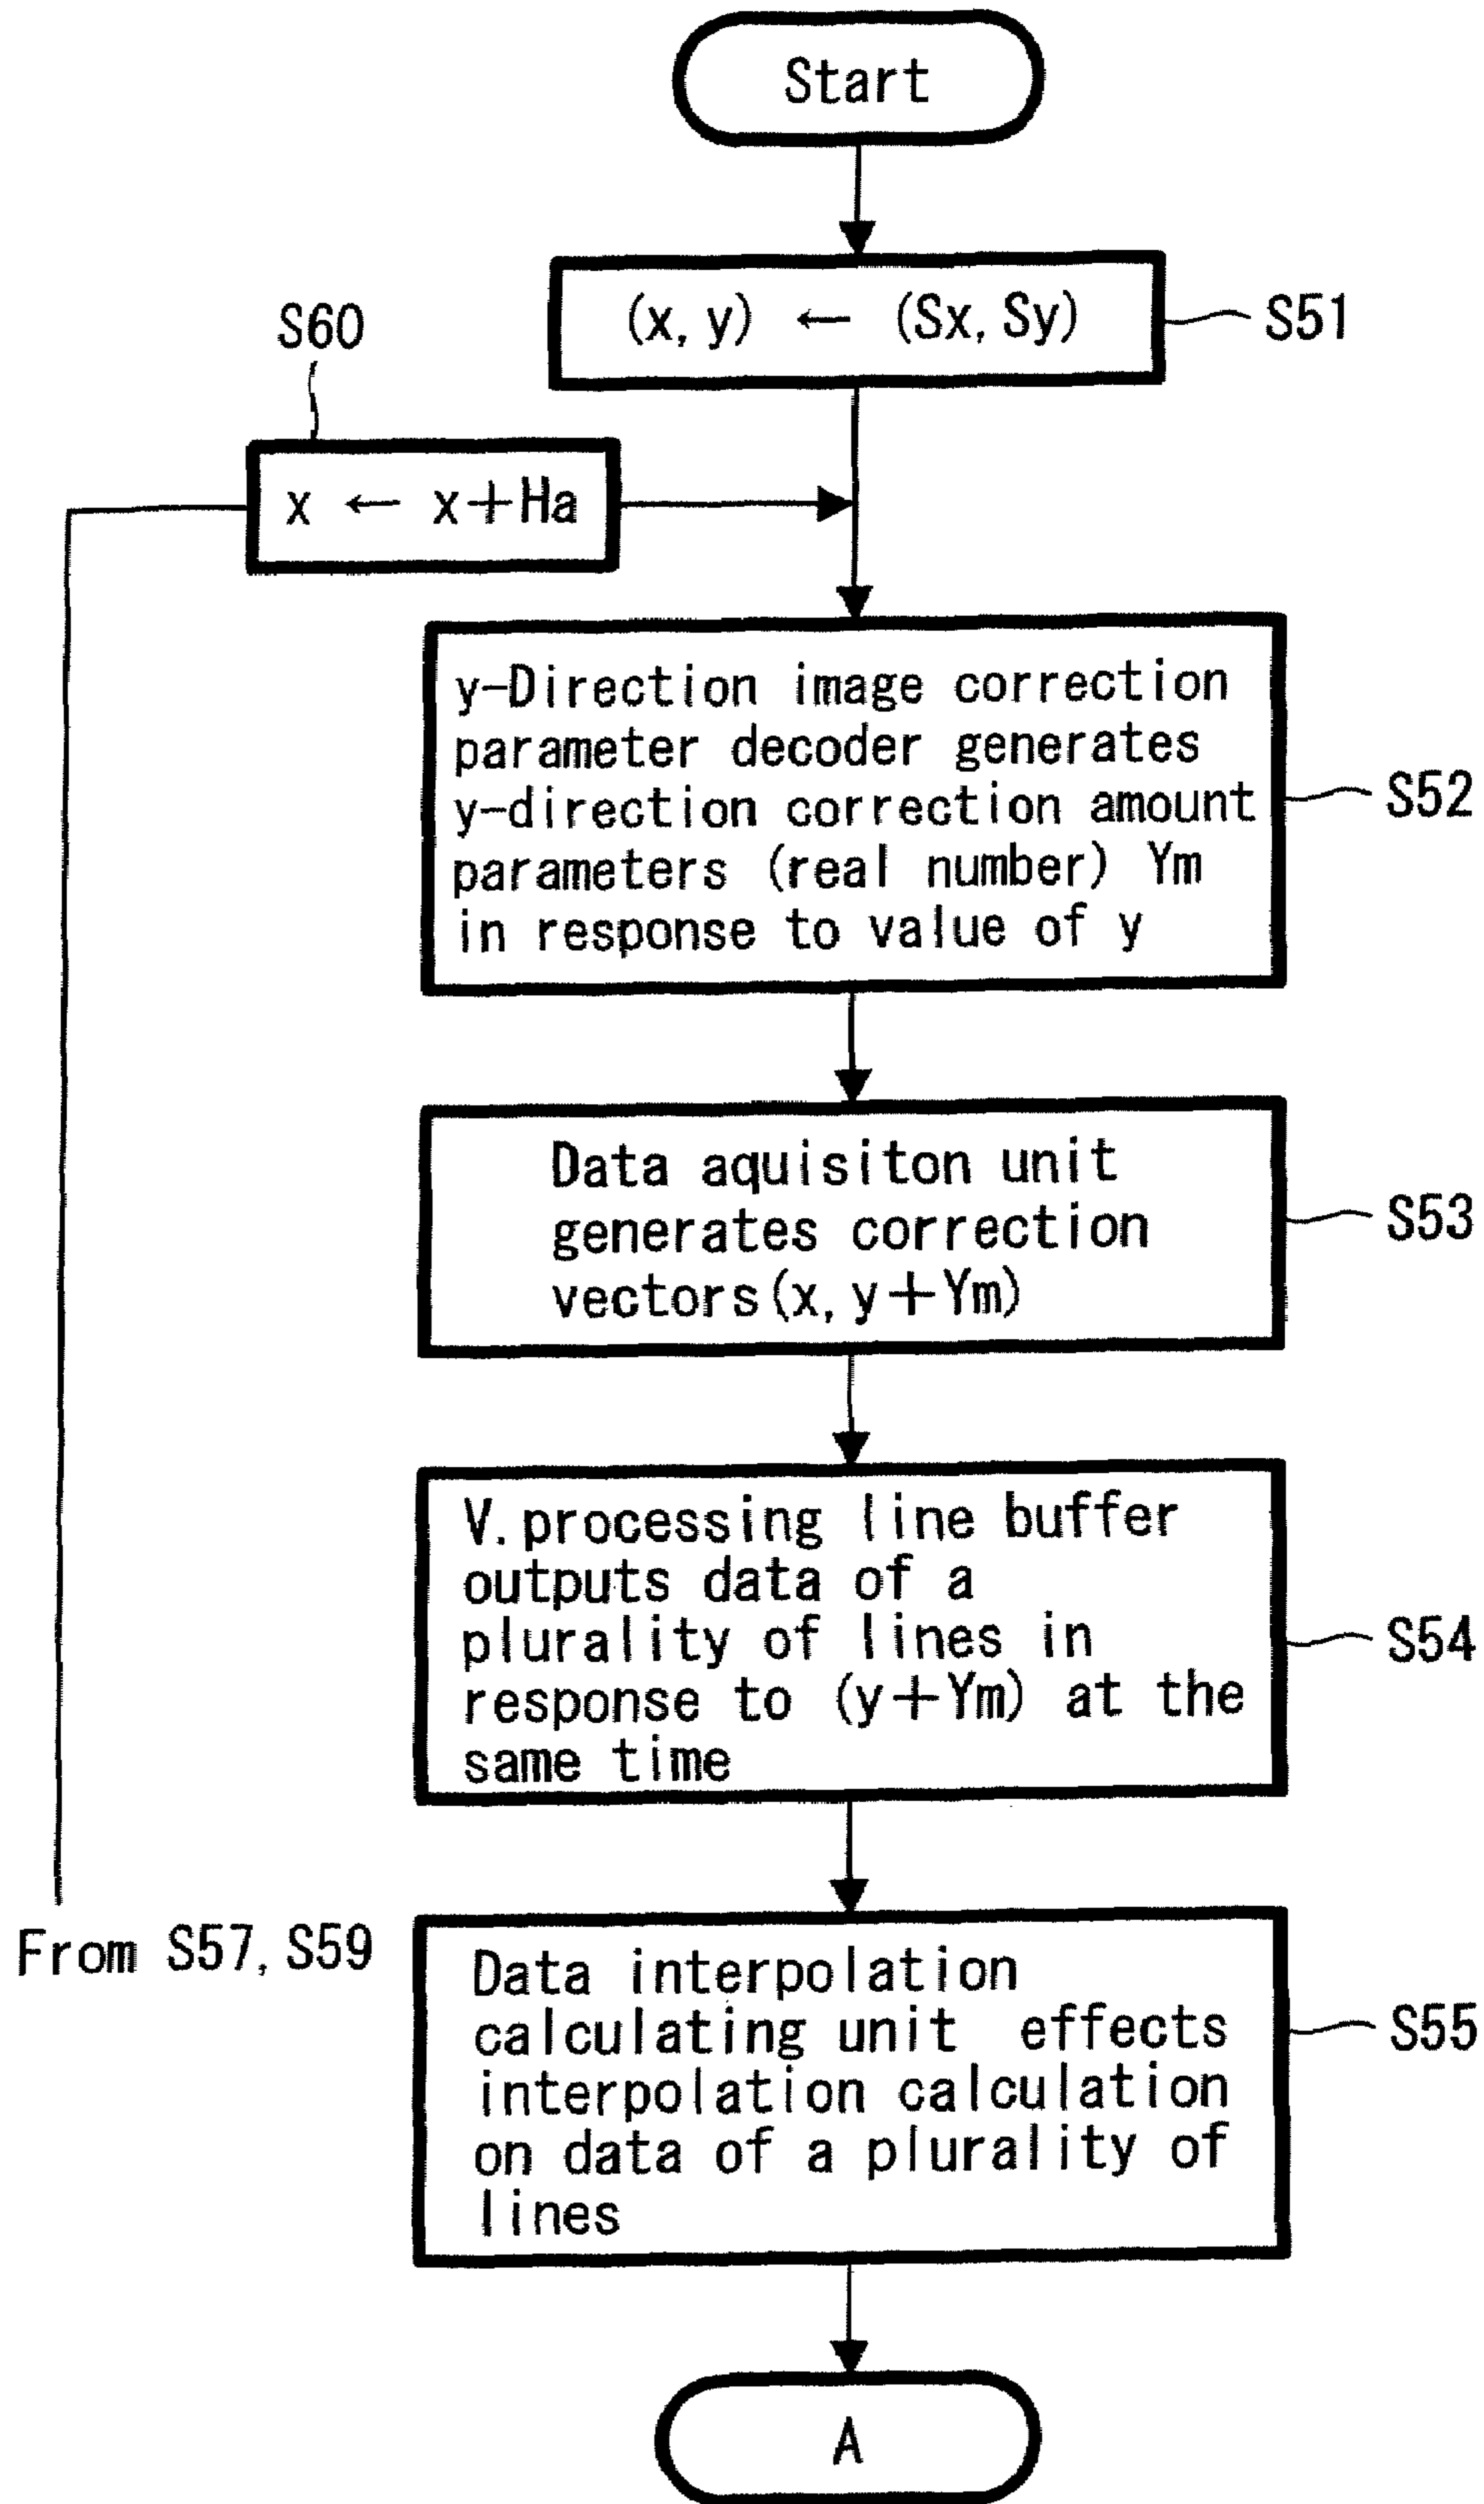 Start
(x, y) ← (Sx, Sy)
S51
S60
x ← x+Ha
y-Direction image correction
parameter decoder generates
y-direction correction amount
parameters (real number) Ym
in response to value of y
S52
Data aquisiton unit
generates correction
vectors(x, y+Ym)
S53
V.processing line buffer
outputs data of a
plurality of lines in
response to (y+Ym) at the
same time
S54
From S57, S59
Data interpolation
calculating unit effects
interpolation calculation
on data of a plurality of
lines
S55
A